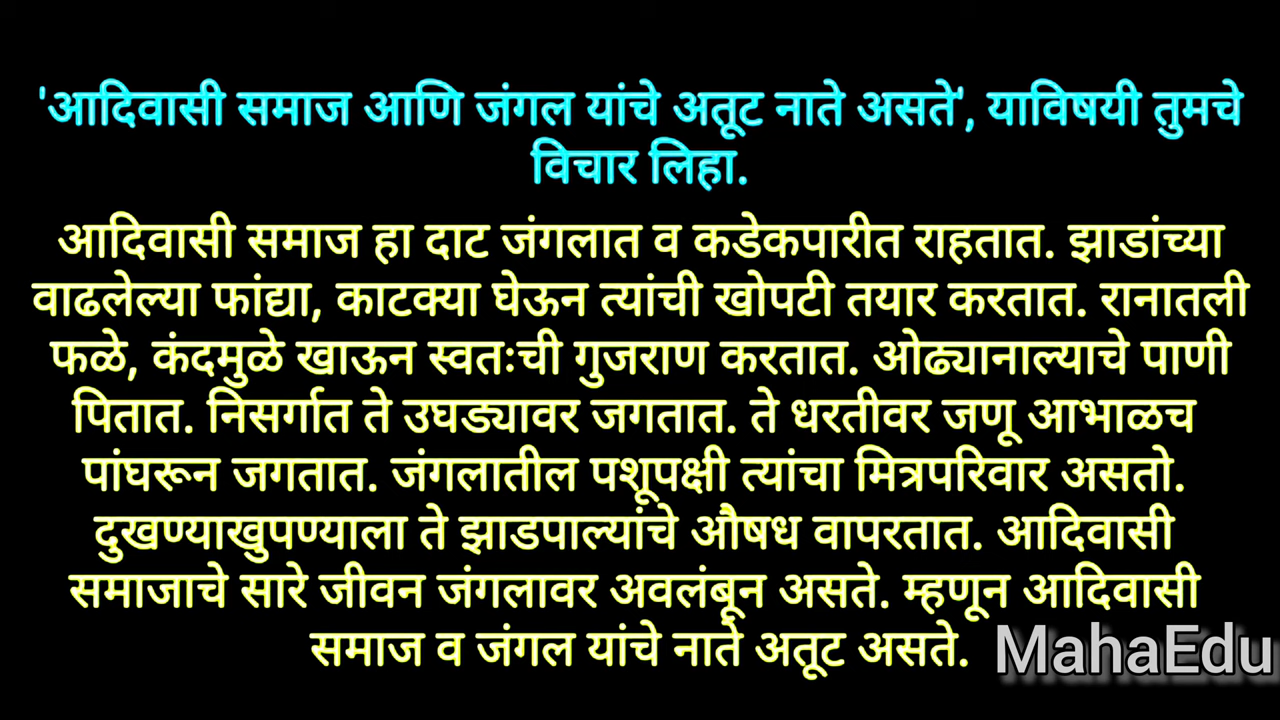 'आदिवासी समाज आणि जंगल यांचे अतूट नाते असते', याविषयी तुमचे
विचार लिहा.
आदिवासी समाज हा दाट जंगलात व कडेकपारीत राहतात. झाडांच्या
वाढलेल्या फांद्या, काटक्या घेऊन त्यांची खोपटी तयार करतात. रानातली
फळे, कंदमुळे खाऊन स्वतःची गुजराण करतात. ओढ्यानाल्याचे पाणी
पितात. निसर्गात ते उघड्यावर जगतात. ते धरतीवर जणू आभाळच
पांघरून जगतात. जंगलातील पशूपक्षी त्यांचा मित्रपरिवार असतो.
दुखण्याखुपण्याला ते झाडपाल्यांचे औषध वापरतात. आदिवासी
समाजाचे सारे जीवन जंगलावर अवलंबून असते. म्हणून आदिवासी
समाज व जंगल यांचे नाते अतूट असते.
MahaEdu